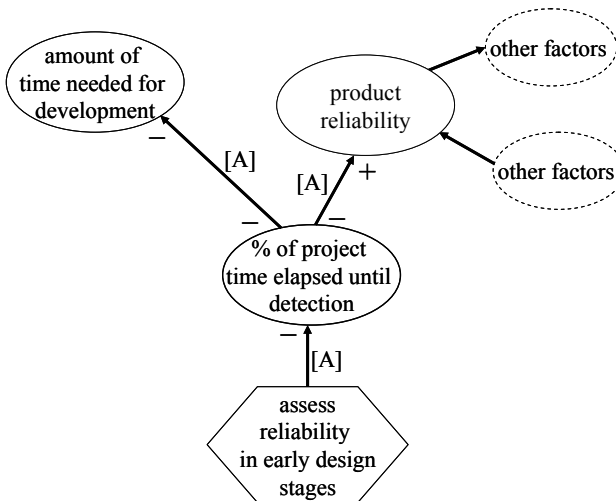 amount of
time needed for
development
other factors
product
reliability
other factors
−
+
[A]
[A]
−
−
% of project
time elapsed until
detection
−
[A]
assess
reliability
in early design
stages